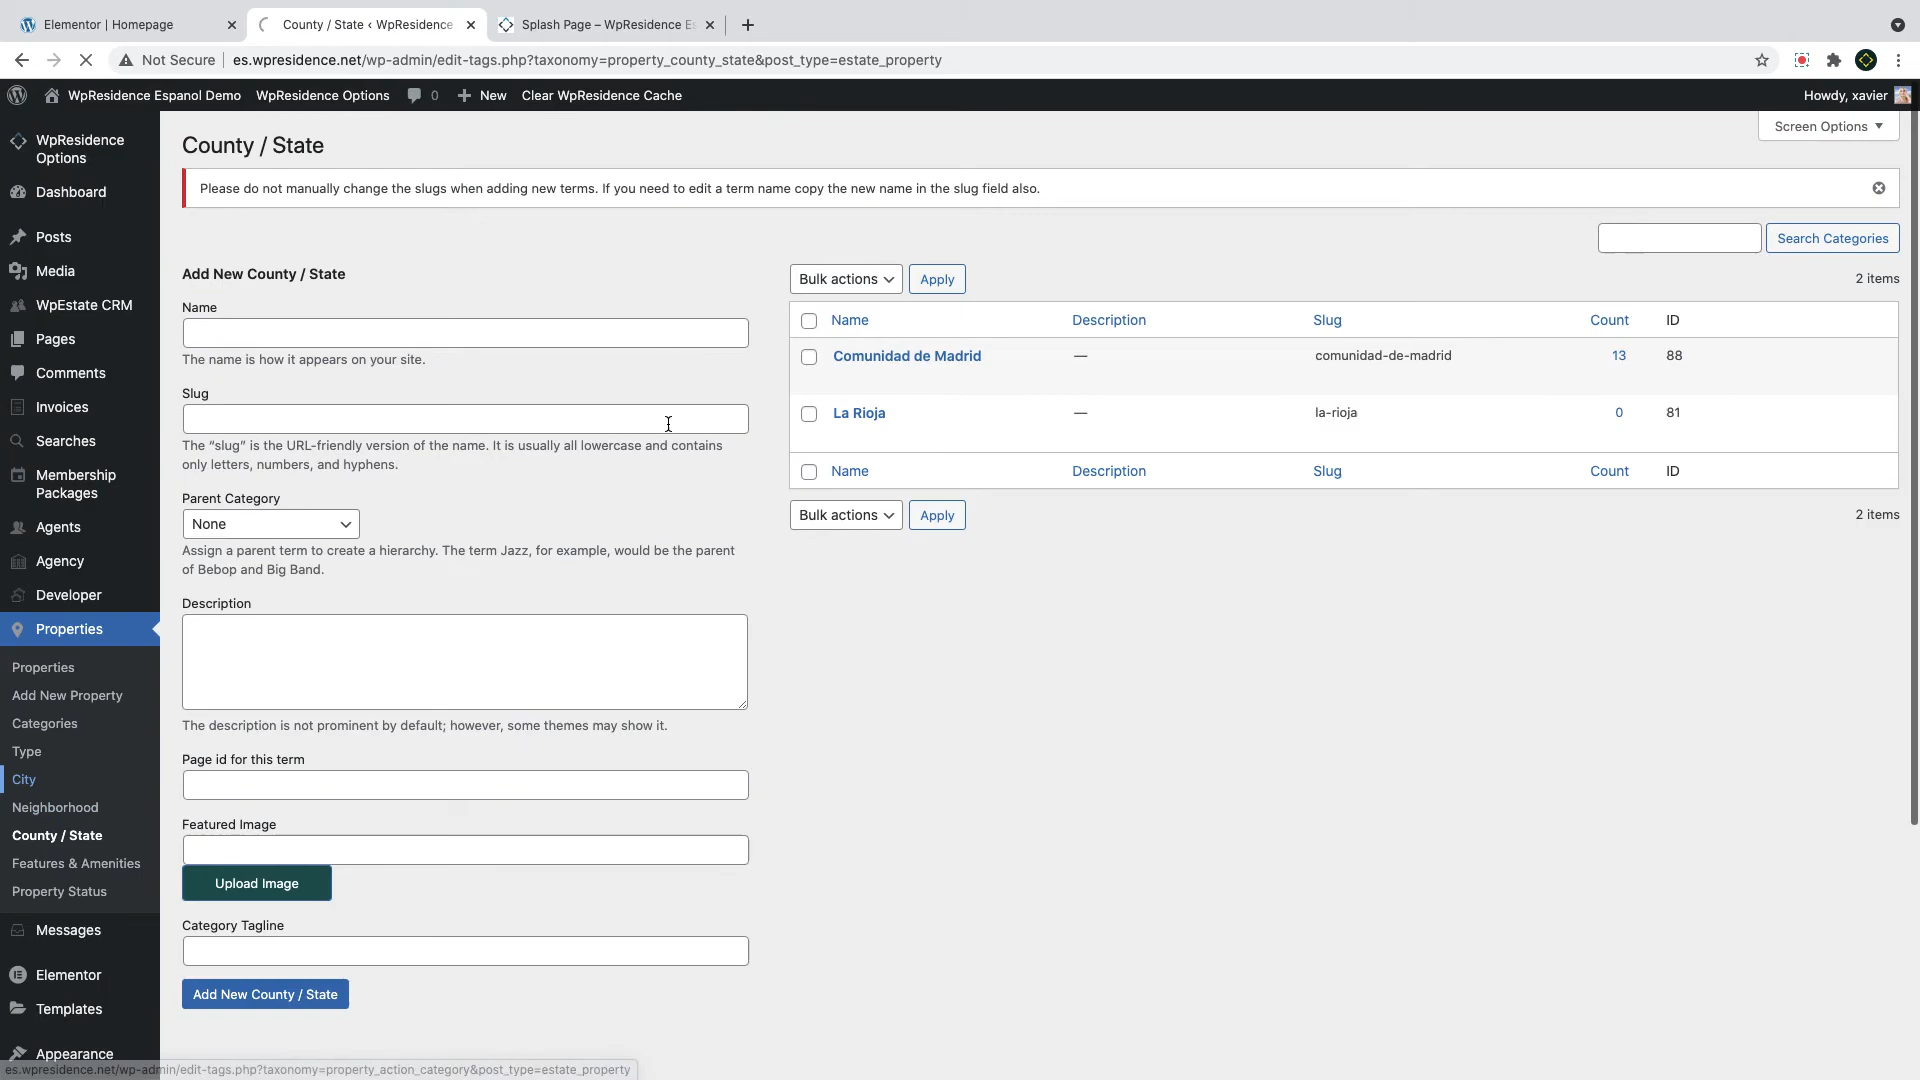 Elementor | Homepage
County / State ‹ WpResidence
Splash Page – WpResidence Es
Not Secure
es.wpresidence.net/wp-admin/edit-tags.php?taxonomy=property_county_state&post_type=estate_property
WpResidence Espanol Demo
WpResidence Options
0
New
Clear WpResidence Cache
Howdy, xavier
WpResidence
Options
Dashboard
Posts
Media
WpEstate CRM
Pages
Comments
Invoices
Searches
Membership
Packages
Agents
Agency
Developer
Properties
Properties
Add New Property
Categories
Type
City
Neighborhood
County / State
Features & Amenities
Property Status
Messages
Elementor
Templates
Appearance
Screen Options
County / State
Please do not manually change the slugs when adding new terms. If you need to edit a term name copy the new name in the slug field also.
Search Categories
Add New County / State
Name
The name is how it appears on your site.
Slug
The “slug” is the URL-friendly version of the name. It is usually all lowercase and contains
only letters, numbers, and hyphens.
Parent Category
None
Assign a parent term to create a hierarchy. The term Jazz, for example, would be the parent
of Bebop and Big Band.
Description
The description is not prominent by default; however, some themes may show it.
Page id for this term
Featured Image
Upload Image
Category Tagline
Add New County / State
Bulk actions
Apply
2 items
Name Description Slug Count ID
Comunidad de Madrid — comunidad-de-madrid 13 88
La Rioja — la-rioja 0 81
Name Description Slug Count ID
Bulk actions
Apply
2 items
es.wpresidence.net/wp-admin/edit-tags.php?taxonomy=property_action_category&post_type=estate_property